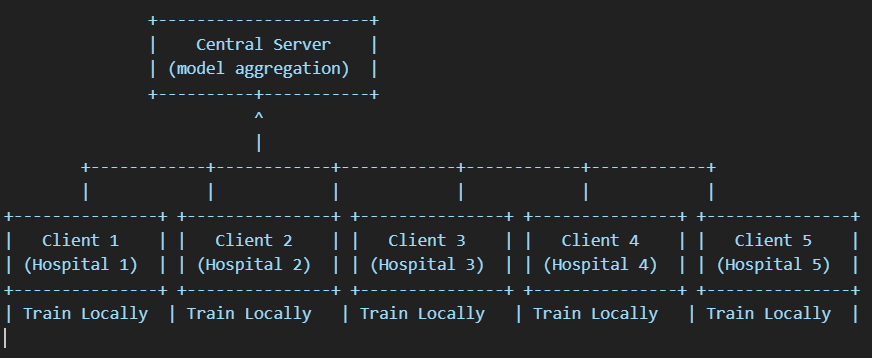 Central Server
(model aggregation)
Client 1 Client 2 Client 3 Client 4 Client 5
(Hospital 1) (Hospital 2) (Hospital 3) (Hospital 4) (Hospital 5)
Train Locally Train Locally Train Locally Train Locally Train Locally